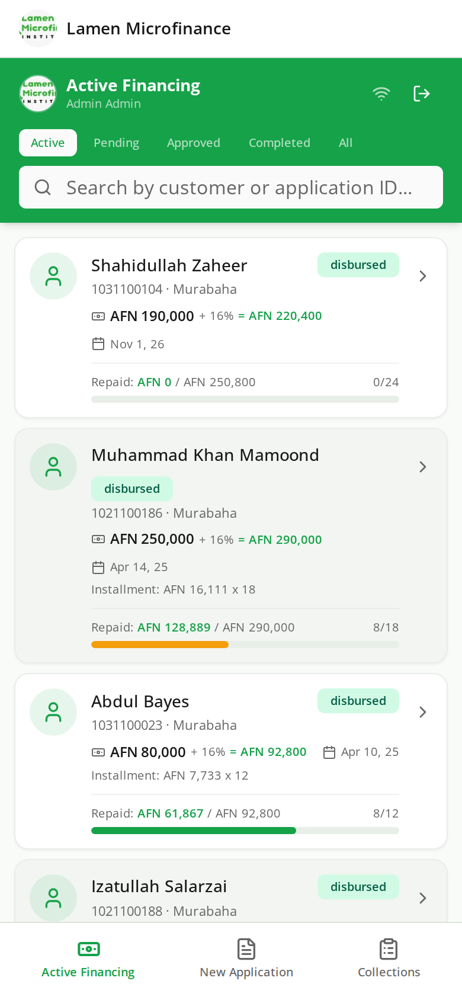 Lamen
Microfi
INSTIT
Lamen Microfinance
Lamen
Microfi
INSTIT
Active Financing
Admin Admin
Active Pending Approved Completed All
Search by customer or application ID...
Shahidullah Zaheer disbursed
1031100104 · Murabaha
AFN 190,000 + 16% = AFN 220,400
Nov 1, 26
Repaid: AFN 0 / AFN 250,800 0/24
Muhammad Khan Mamoond
disbursed
1021100186 · Murabaha
AFN 250,000 + 16% = AFN 290,000
Apr 14, 25
Installment: AFN 16,111 x 18
Repaid: AFN 128,889 / AFN 290,000 8/18
Abdul Bayes disbursed
1031100023 · Murabaha
AFN 80,000 + 16% = AFN 92,800 Apr 10, 25
Installment: AFN 7,733 x 12
Repaid: AFN 61,867 / AFN 92,800 8/12
Izatullah Salarzai disbursed
1021100188 · Murabaha
Active Financing New Application Collections